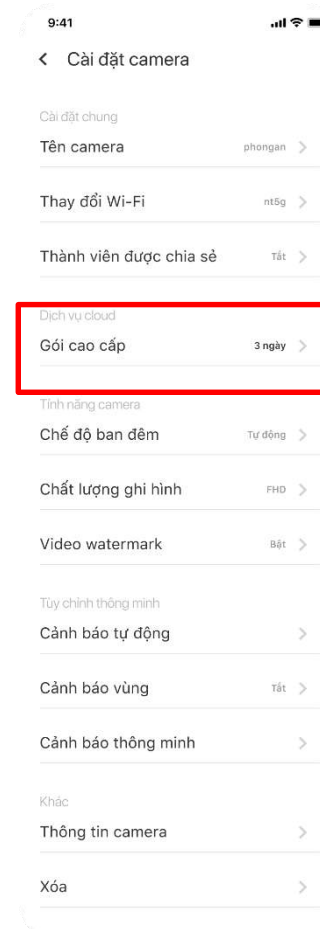 9:41
Cài đặt camera
Cài đặt chung
Tên camera phongan
Thay đổi Wi-Fi nt5g
Thành viên được chia sẻ Tắt
Dịch vụ cloud
Gói cao cấp 3 ngày
Tính năng camera
Chế độ ban đêm Tự động
Chất lượng ghi hình FHD
Video watermark Bật
Tùy chỉnh thông minh
Cảnh báo tự động
Cảnh báo vùng Tắt
Cảnh báo thông minh
Khác
Thông tin camera
Xóa